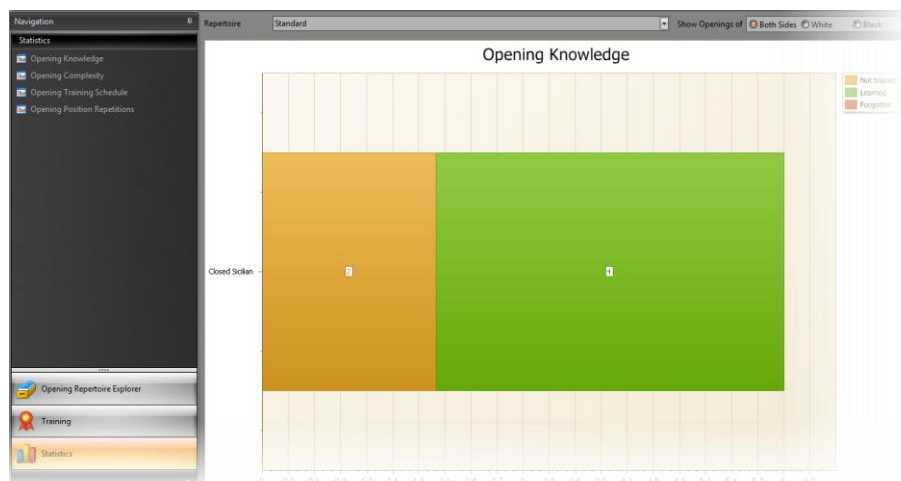 Navigation
Statistics
Opening Knowledge
Opening Complexity
Opening Training Schedule
Opening Position Repetitions
Opening Repertoire Explorer
Training
Statistics
Repertoire Standard Show Openings of Both Sides White Black
Opening Knowledge
Closed Sicilian
2
4
Not learned
Learned
Forgotten